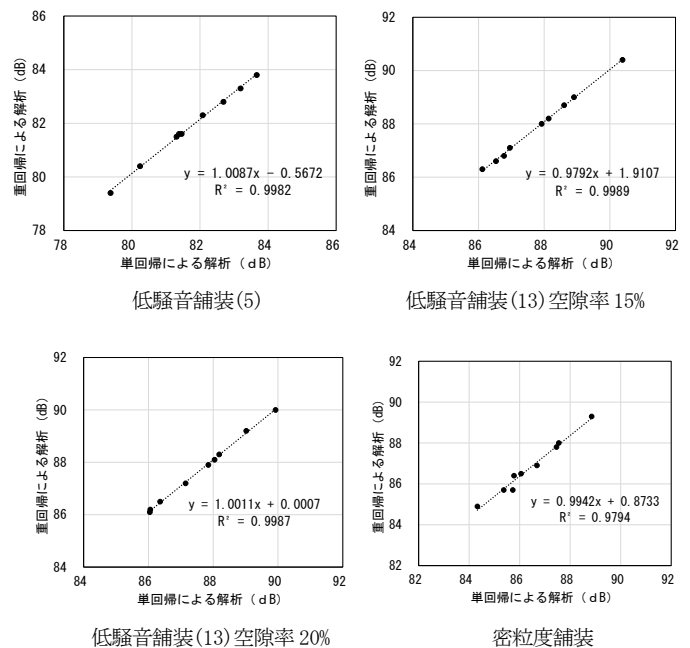 86
84
82
80
78
78 80 82 84 86
重回帰による解析 (dB)
y = 1.0087x - 0.5672
R² = 0.9982
単回帰による解析 (dB)
低騒音舗装(5)
92
90
88
86
84
84 86 88 90 92
重回帰による解析 (dB)
y = 0.9792x + 1.9107
R² = 0.9989
単回帰による解析 (dB)
低騒音舗装(13)空隙率 15%
92
90
88
86
84
84 86 88 90 92
重回帰による解析 (dB)
y = 1.0011x + 0.0007
R² = 0.9987
単回帰による解析 (dB)
低騒音舗装(13)空隙率 20%
92
90
88
86
84
82
82 84 86 88 90 92
重回帰による解析 (dB)
y = 0.9942x + 0.8733
R² = 0.9794
単回帰による解析 (dB)
密粒度舗装